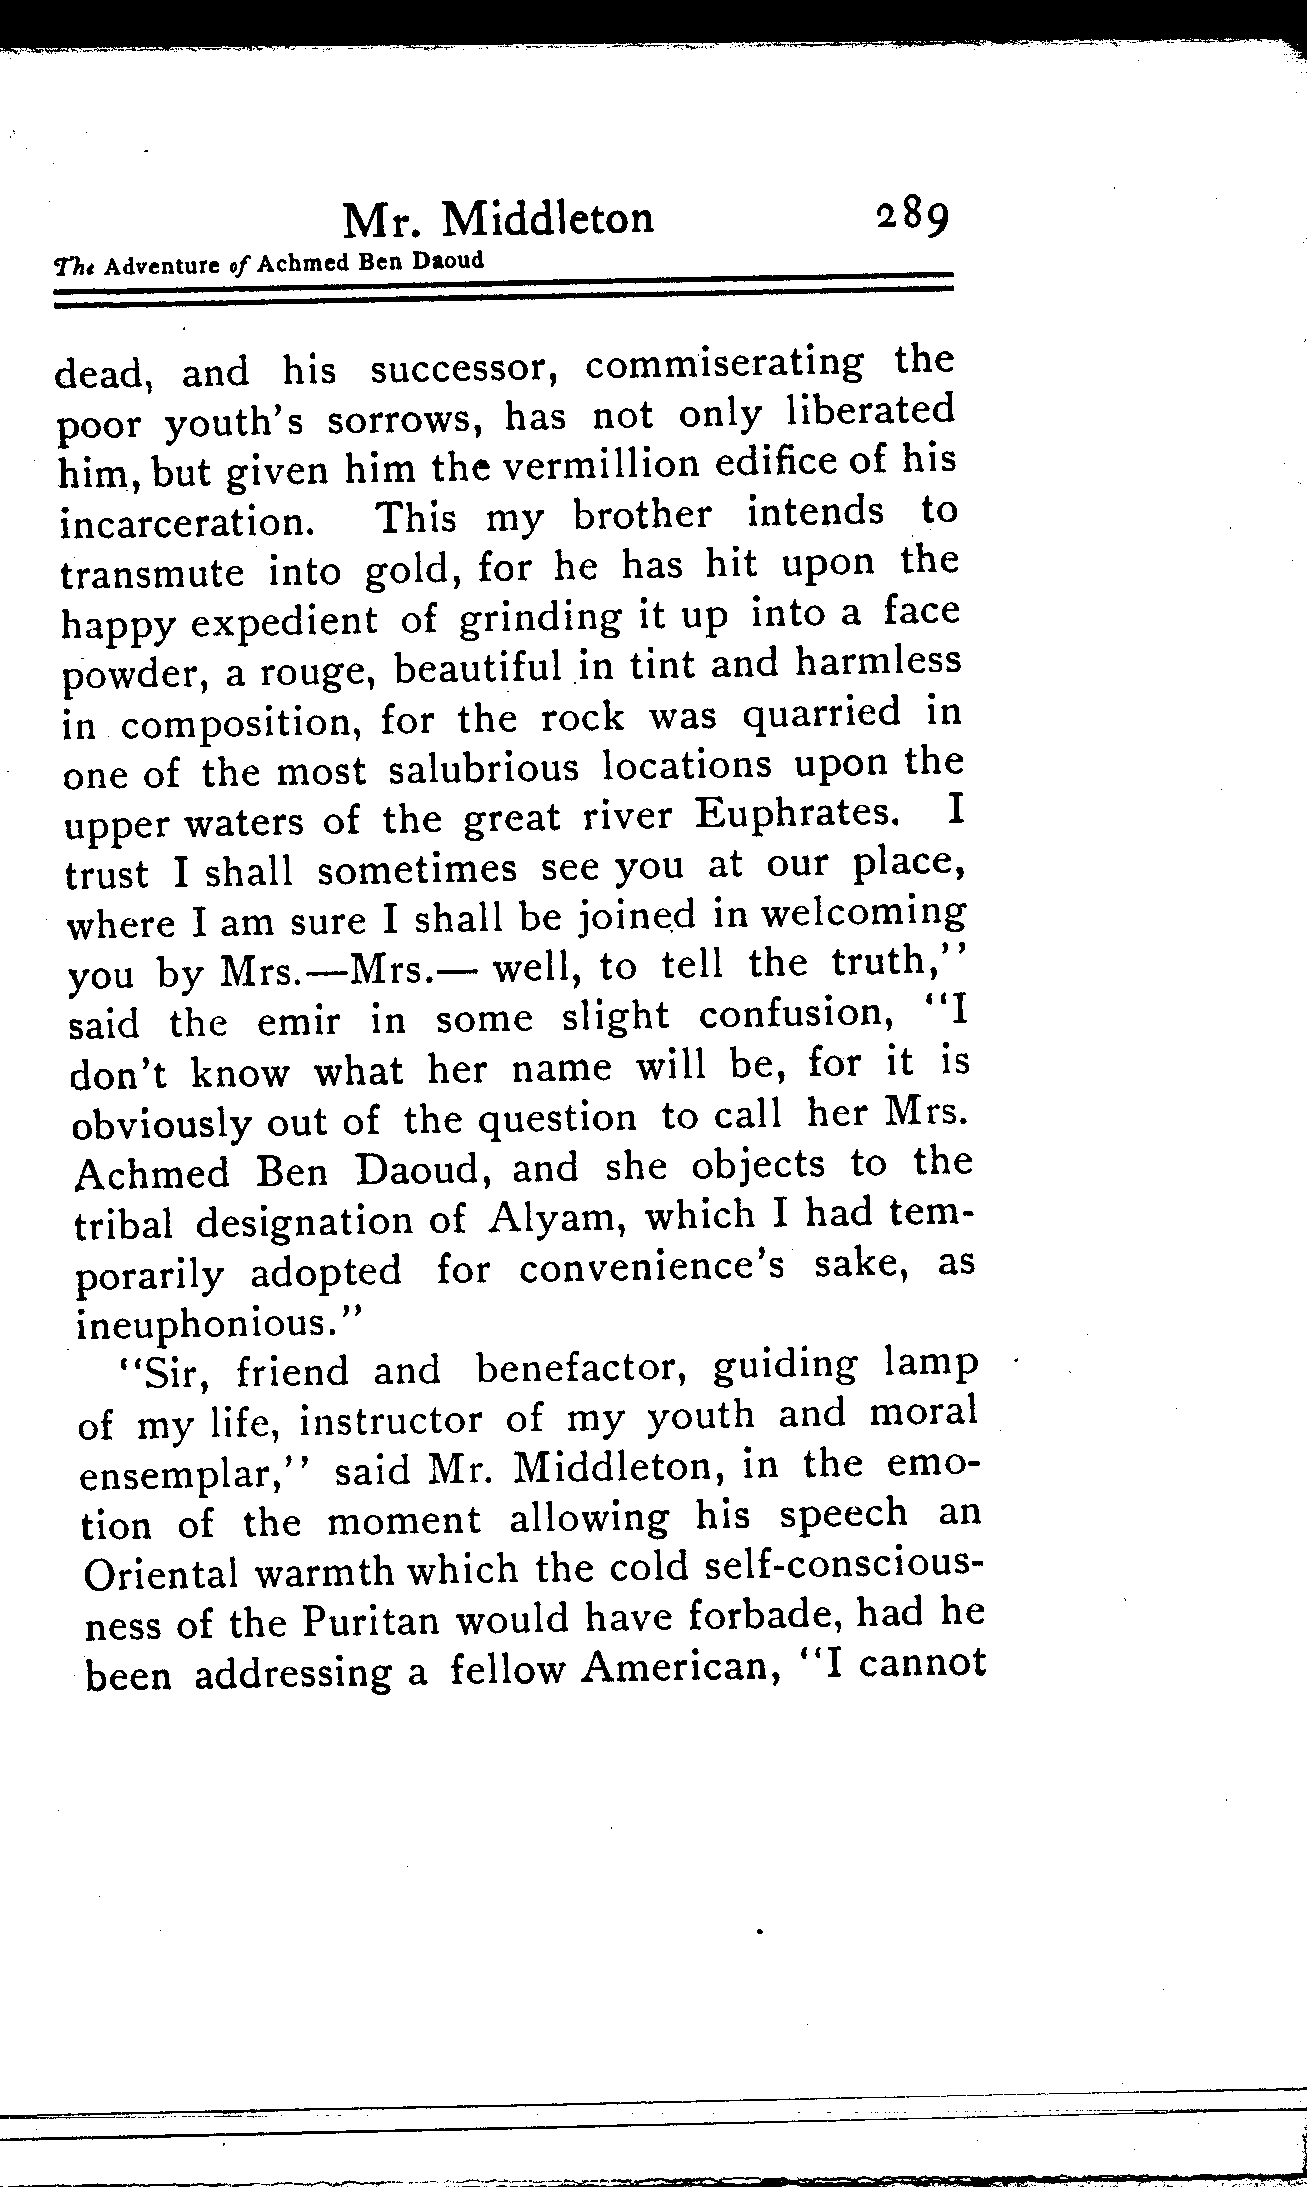 Mr. Middleton 289
The Adventure of Achmed Ben Daoud
dead, and his successor, commiserating the
poor youth's sorrows, has not only liberated
him, but given him the vermillion edifice of his
incarceration. This my brother intends to
transmute into gold, for he has hit upon the
happy expedient of grinding it up into a face
powder, a rouge, beautiful in tint and harmless
in composition, for the rock was quarried in
one of the most salubrious locations upon the
upper waters of the great river Euphrates. I
trust I shall sometimes see you at our place,
where I am sure I shall be joined in welcoming
you by Mrs.—Mrs.— well, to tell the truth,"
said the emir in some slight confusion, "I
don't know what her name will be, for it is
obviously out of the question to call her Mrs.
Achmed Ben Daoud, and she objects to the
tribal designation of Alyam, which I had tem-
porarily adopted for convenience's sake, as
ineuphonious."
"Sir, friend and benefactor, guiding lamp
of my life, instructor of my youth and moral
ensemplar," said Mr. Middleton, in the emo-
tion of the moment allowing his speech an
Oriental warmth which the cold self-conscious-
ness of the Puritan would have forbade, had he
been addressing a fellow American, "I cannot